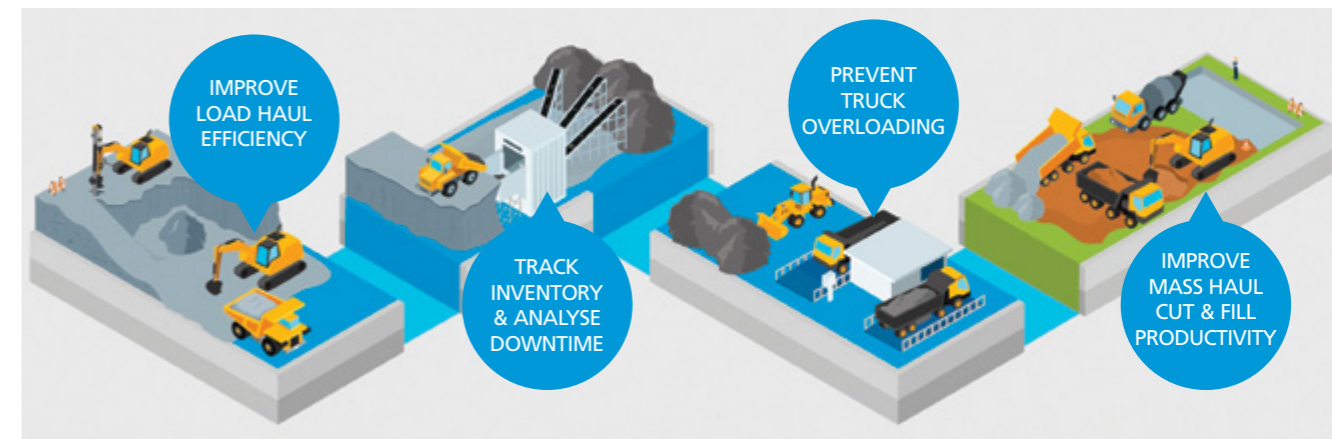 IMPROVE
LOAD HAUL
EFFICIENCY
TRACK
INVENTORY
& ANALYSE
DOWNTIME
PREVENT
TRUCK
OVERLOADING
IMPROVE
MASS HAUL
CUT & FILL
PRODUCTIVITY